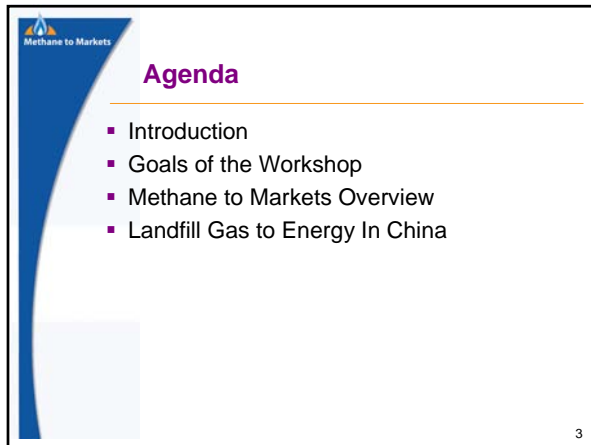 Methane to Markets
Agenda
▪ Introduction
▪ Goals of the Workshop
▪ Methane to Markets Overview
▪ Landfill Gas to Energy In China
3